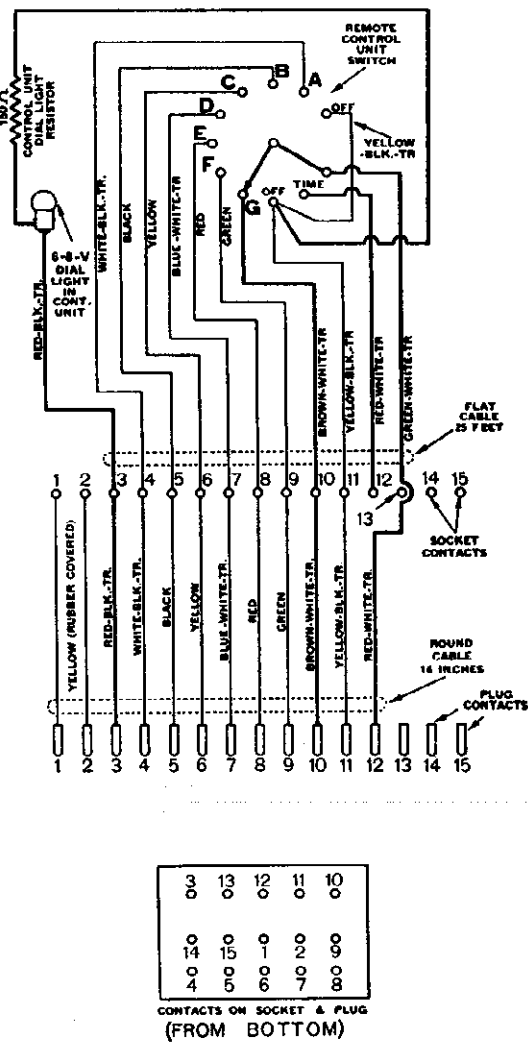 REMOTE
CONTROL
UNIT
SWITCH
150Ω
CONTROL UNIT
DIAL LIGHT
RESISTOR
A
B
C
D
E
F
G
OFF
YELLOW
-BLK.-TR
TIME
OFF
6-8-V
DIAL
LIGHT
IN
CONT.
UNIT
RED-BLK.-TR.
WHITE-BLK.-TR.
BLACK
YELLOW
BLUE-WHITE-TR
RED
GREEN
BROWN-WHITE-TR
YELLOW-BLK.-TR
RED-WHITE-TR
GREEN-WHITE-TR
FLAT
CABLE
25 FEET
1 2 3 4 5 6 7 8 9 10 11 12 14 15
13
SOCKET
CONTACTS
YELLOW (RUBBER COVERED)
RED-BLK.-TR.
WHITE-BLK.-TR.
BLACK
YELLOW
BLUE-WHITE-TR.
RED
GREEN
BROWN-WHITE-TR.
YELLOW-BLK.-TR
RED-WHITE-TR.
ROUND
CABLE
14 INCHES
PLUG
CONTACTS
1 2 3 4 5 6 7 8 9 10 11 12 13 14 15
3 13 12 11 10
14 15 1 2 9
4 5 6 7 8
CONTACTS ON SOCKET & PLUG
(FROM BOTTOM)